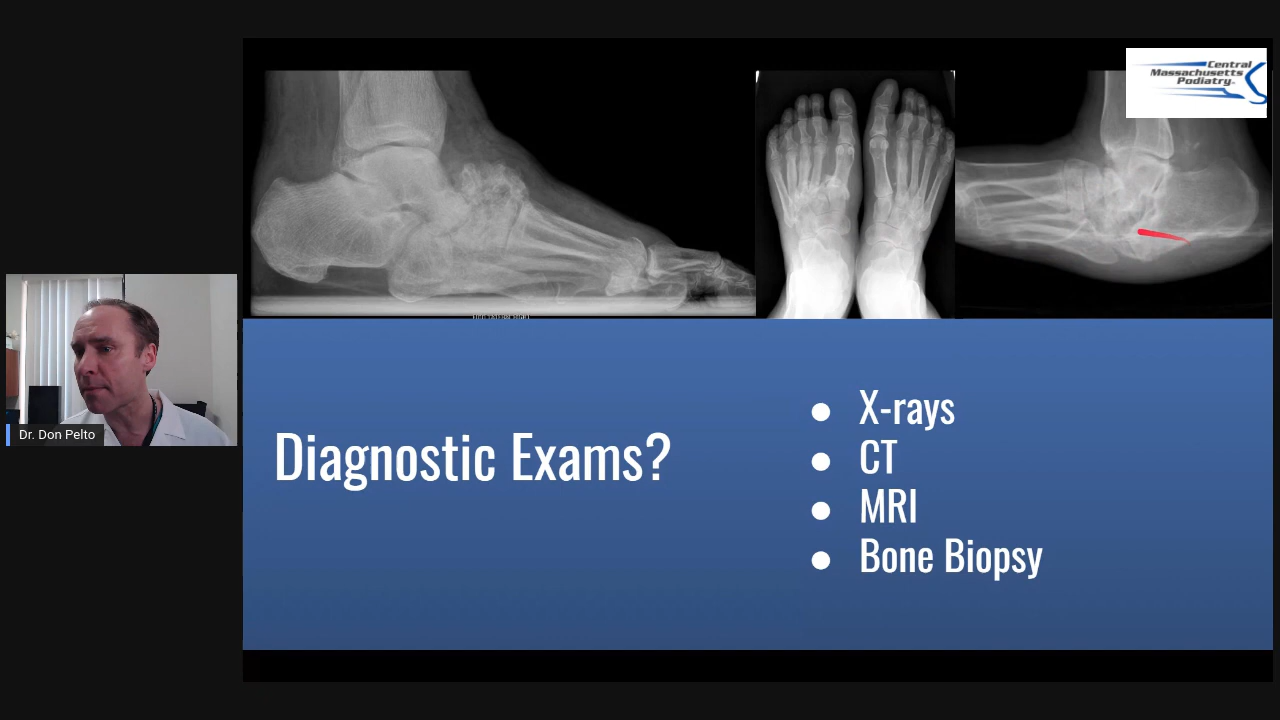 Central
Massachusetts
Podiatry
Dr. Don Pelto
Diagnostic Exams?
● X-rays
● CT
● MRI
● Bone Biopsy